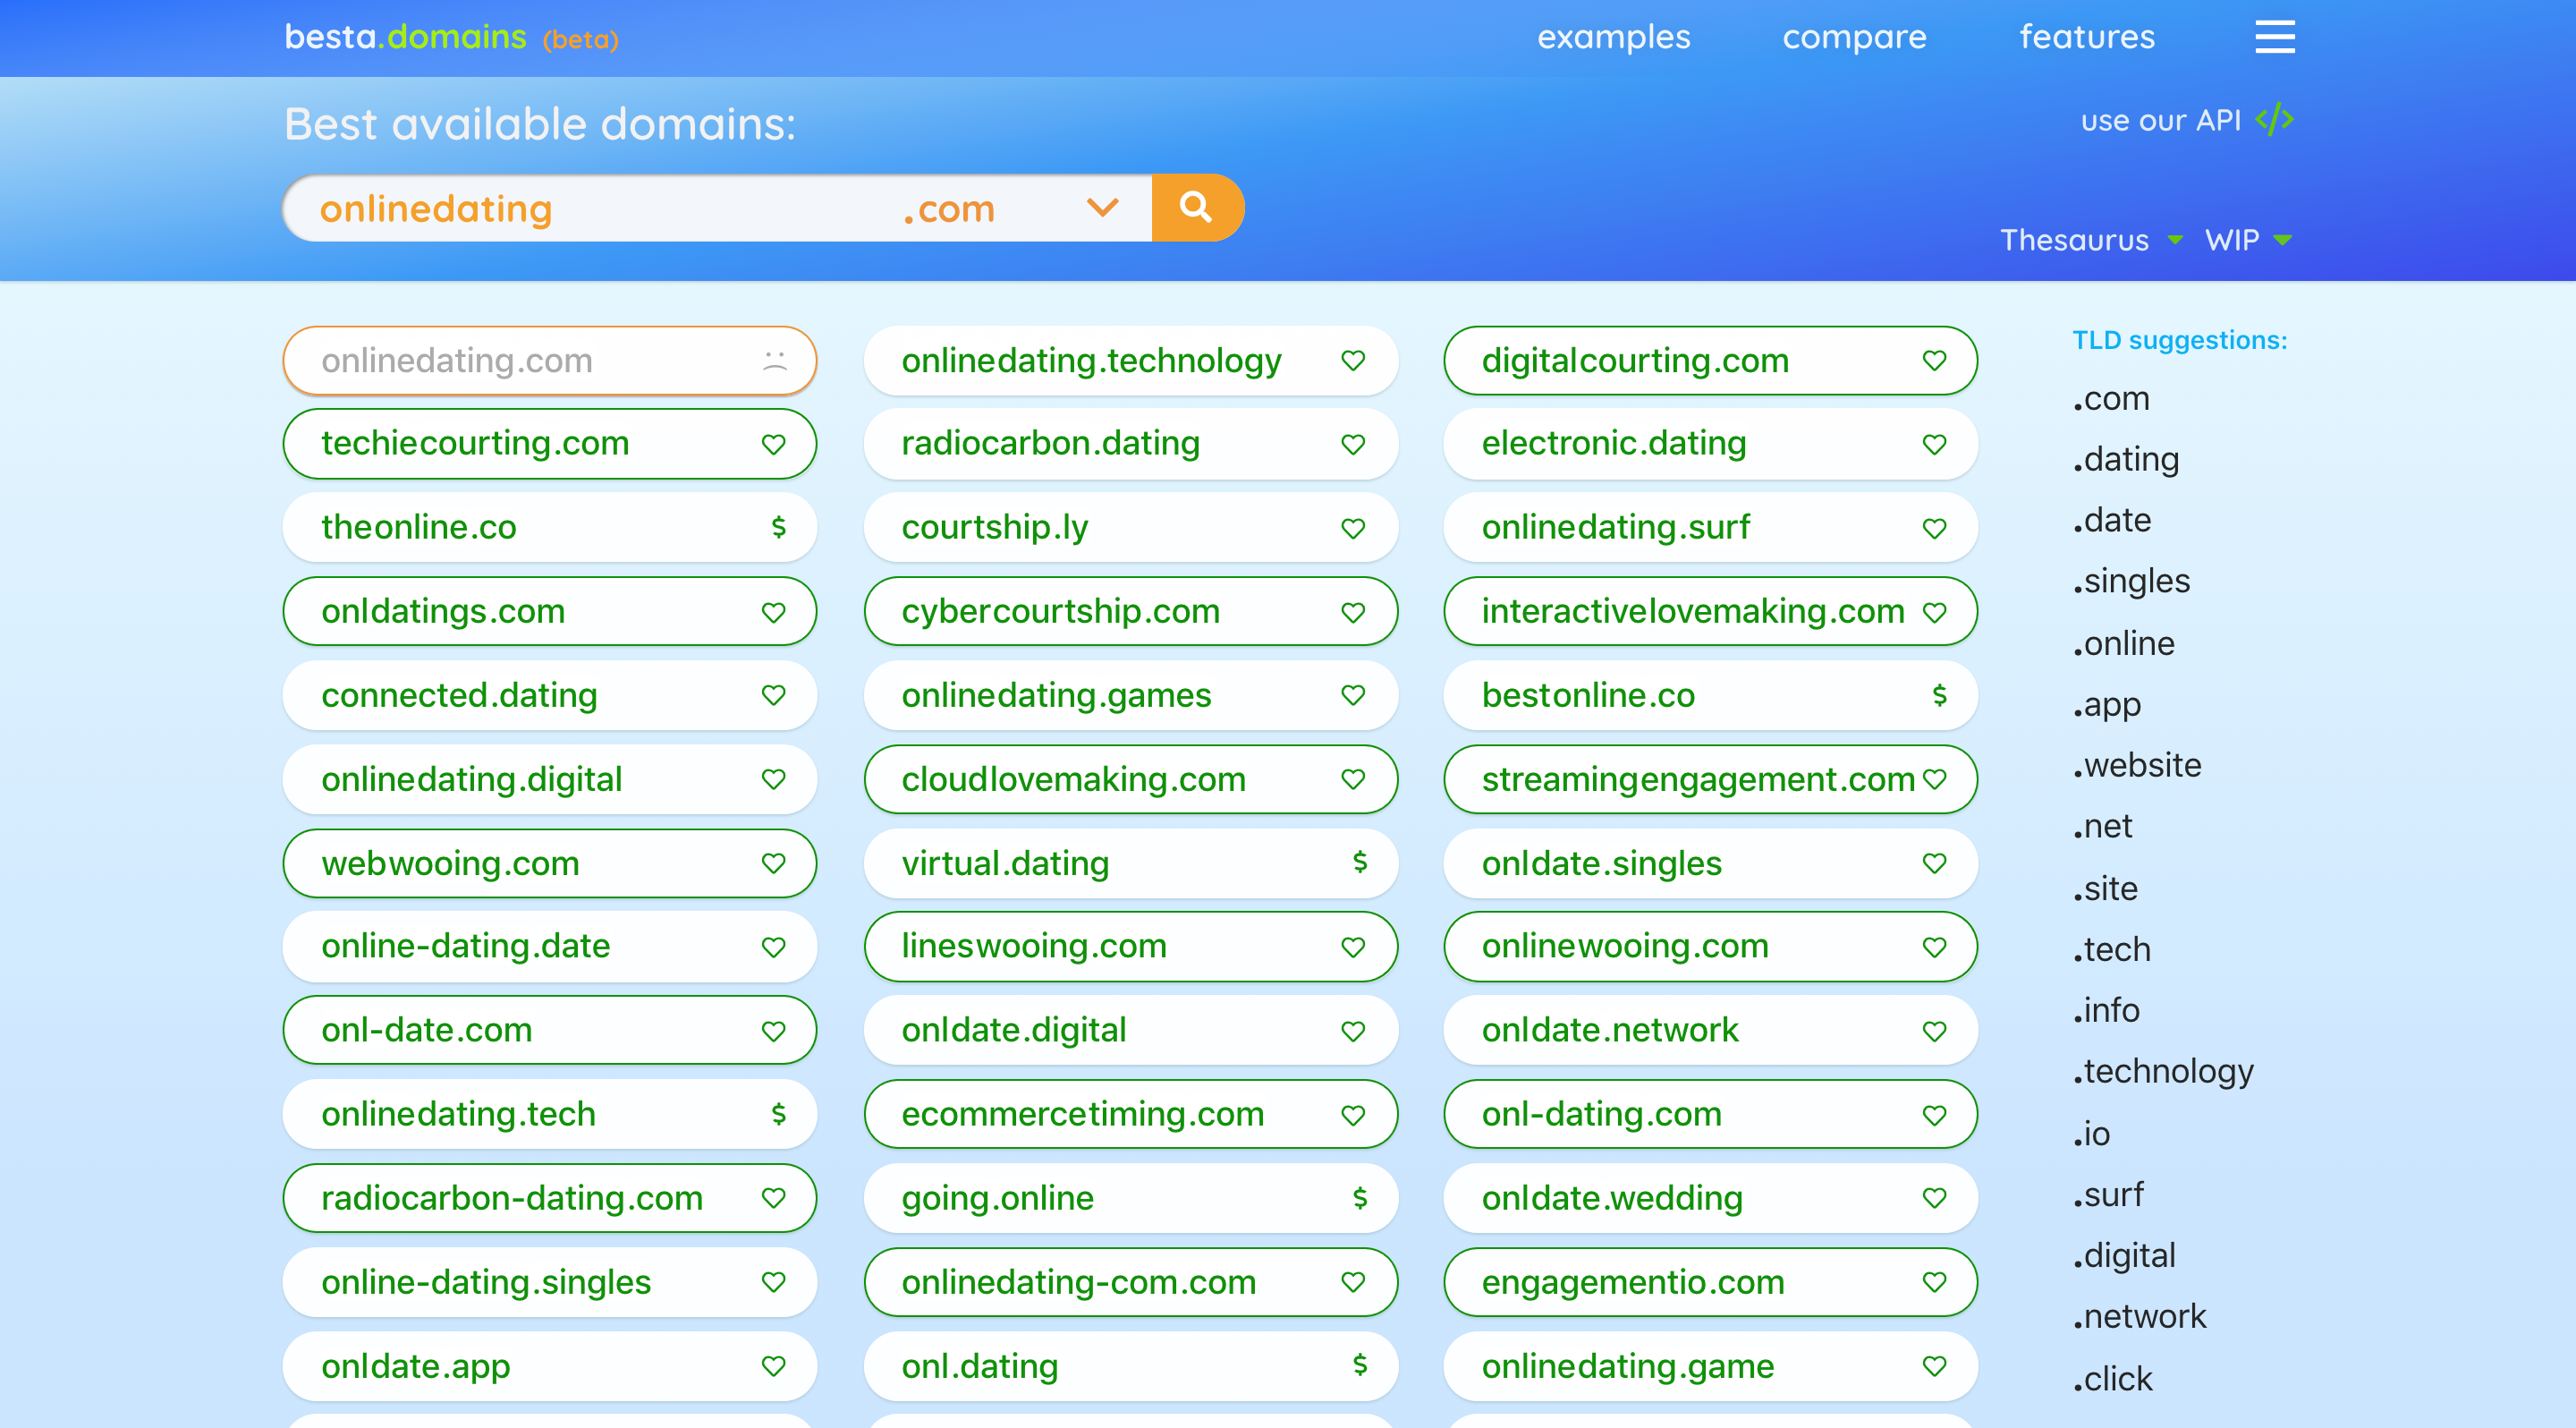 besta.domains (beta)
examples
compare
features
Best available domains:
use our API </>
onlinedating .com
Thesaurus WIP
onlinedating.com
onlinedating.technology
digitalcourting.com
techiecourting.com
radiocarbon.dating
electronic.dating
theonline.co $
courtship.ly
onlinedating.surf
onldatings.com
cybercourtship.com
interactivelovemaking.com
connected.dating
onlinedating.games
bestonline.co $
onlinedating.digital
cloudlovemaking.com
streamingengagement.com
webwooing.com
virtual.dating $
onldate.singles
online-dating.date
lineswooing.com
onlinewooing.com
onl-date.com
onldate.digital
onldate.network
onlinedating.tech $
ecommercetiming.com
onl-dating.com
radiocarbon-dating.com
going.online $
onldate.wedding
online-dating.singles
onlinedating-com.com
engagementio.com
onldate.app
onl.dating $
onlinedating.game
TLD suggestions:
.com
.dating
.date
.singles
.online
.app
.website
.net
.site
.tech
.info
.technology
.io
.surf
.digital
.network
.click